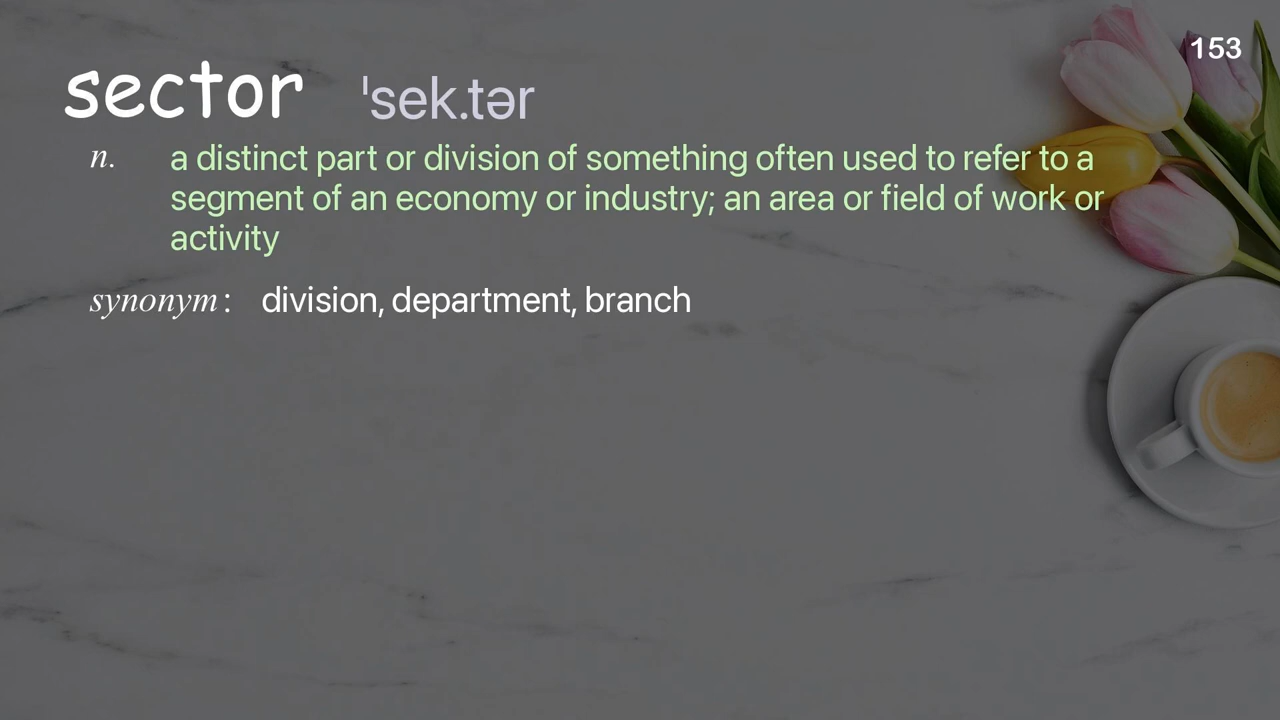 153
sector ˈsek.tər
n. a distinct part or division of something often used to refer to a
segment of an economy or industry; an area or field of work or
activity
synonym: division, department, branch